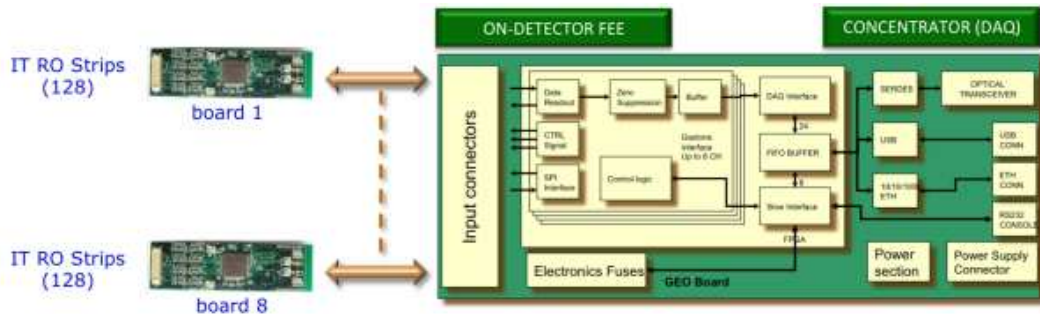 ON-DETECTOR FEE
CONCENTRATOR (DAQ)
IT RO Strips
(128)
board 1
IT RO Strips
(128)
board 8
Input connectors
Data
Readout
Zero
Suppression
Buffer
CTRL
Signal
SPI
Interface
Control logic
Gastone
Interface
Up to 8 CH
DAQ Interface
24
FIFO BUFFER
8
Slow Interface
FPGA
Electronics Fuses
GEO Board
SERDES
OPTICAL
TRANSCEIVER
USB
USB
CONN
10/10/100
ETH
ETH
CONN
RS232
CONSOLE
Power
section
Power Supply
Connector